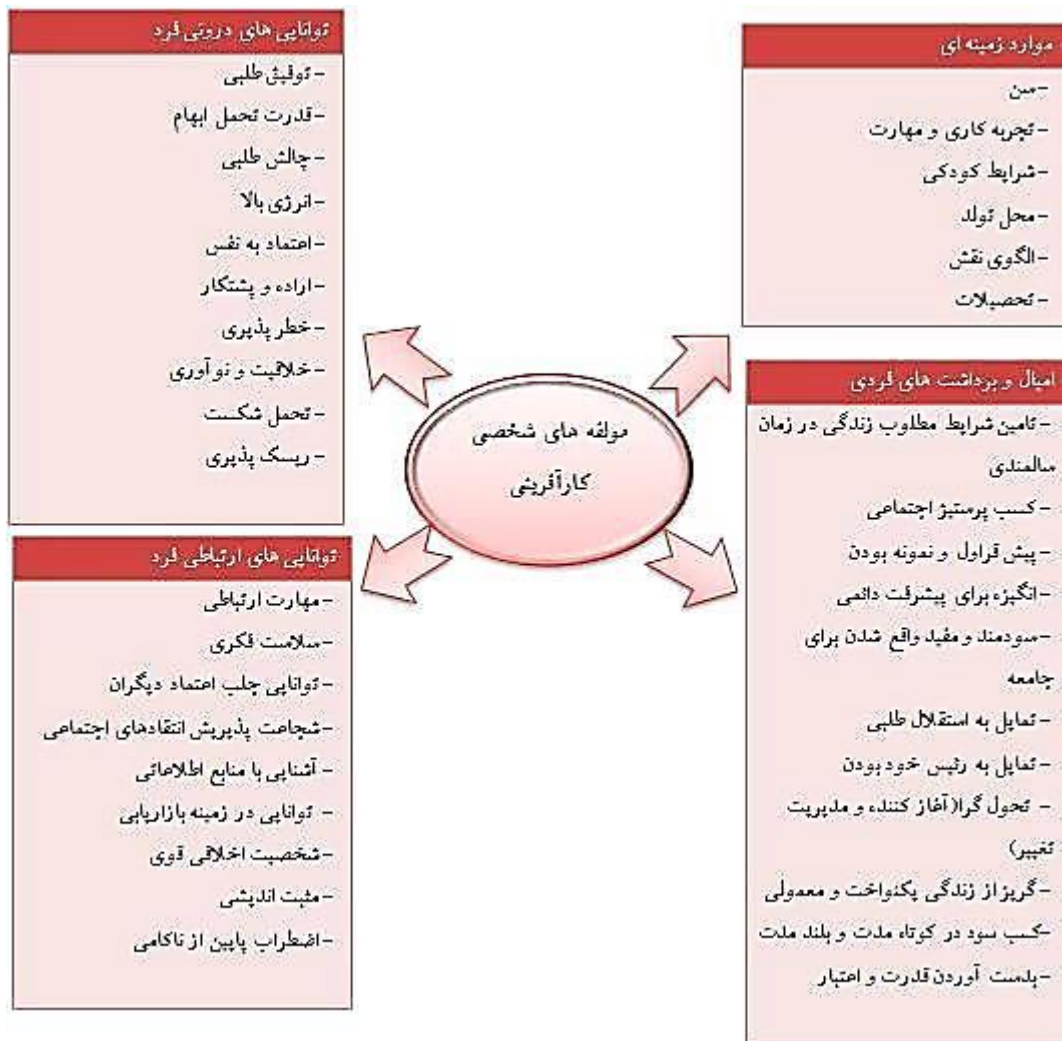 موارد زمینه ای
-سن
-تجربه کاری و مهارت
-شرایط کودکی
-محل تولد
-الگوی نقش
-تحصیلات
توانایی های درونی فرد
-توفیق طلبی
-قدرت تحمل ابهام
-چالش طلبی
-انرژی بالا
-اعتماد به نفس
-اراده و پشتکار
-خطر پذیری
-خلاقیت و نوآوری
-تحمل شکست
-ریسک پذیری
مولفه های شخصی
کارآفرینی
امیال و برداشت های فردی
-تامین شرایط مطلوب زندگی در زمان
سالمندی
-کسب پرستیژ اجتماعی
-پیش قراول و نمونه بودن
-انگیزه برای پیشرفت دائمی
-سودمند و مفید واقع شدن برای
جامعه
-تمایل به استقلال طلبی
-تمایل به رئیس خود بودن
- تحول گرا(آغاز کننده و مدیریت
تغییر)
-گریز از زندگی یکنواخت و معمولی
-کسب سود در کوتاه مدت و بلند مدت
-بدست آوردن قدرت و اعتبار
توانایی های ارتباطی فرد
-مهارت ارتباطی
-سلامت فکری
-توانایی جلب اعتماد دیگران
-شجاعت پذیریش انتقادهای اجتماعی
-آشنایی با منابع اطلاعاتی
- توانایی در زمینه بازاریابی
-شخصیت اخلاقی قوی
-مثبت اندیشی
-اضطراب پایین از ناکامی